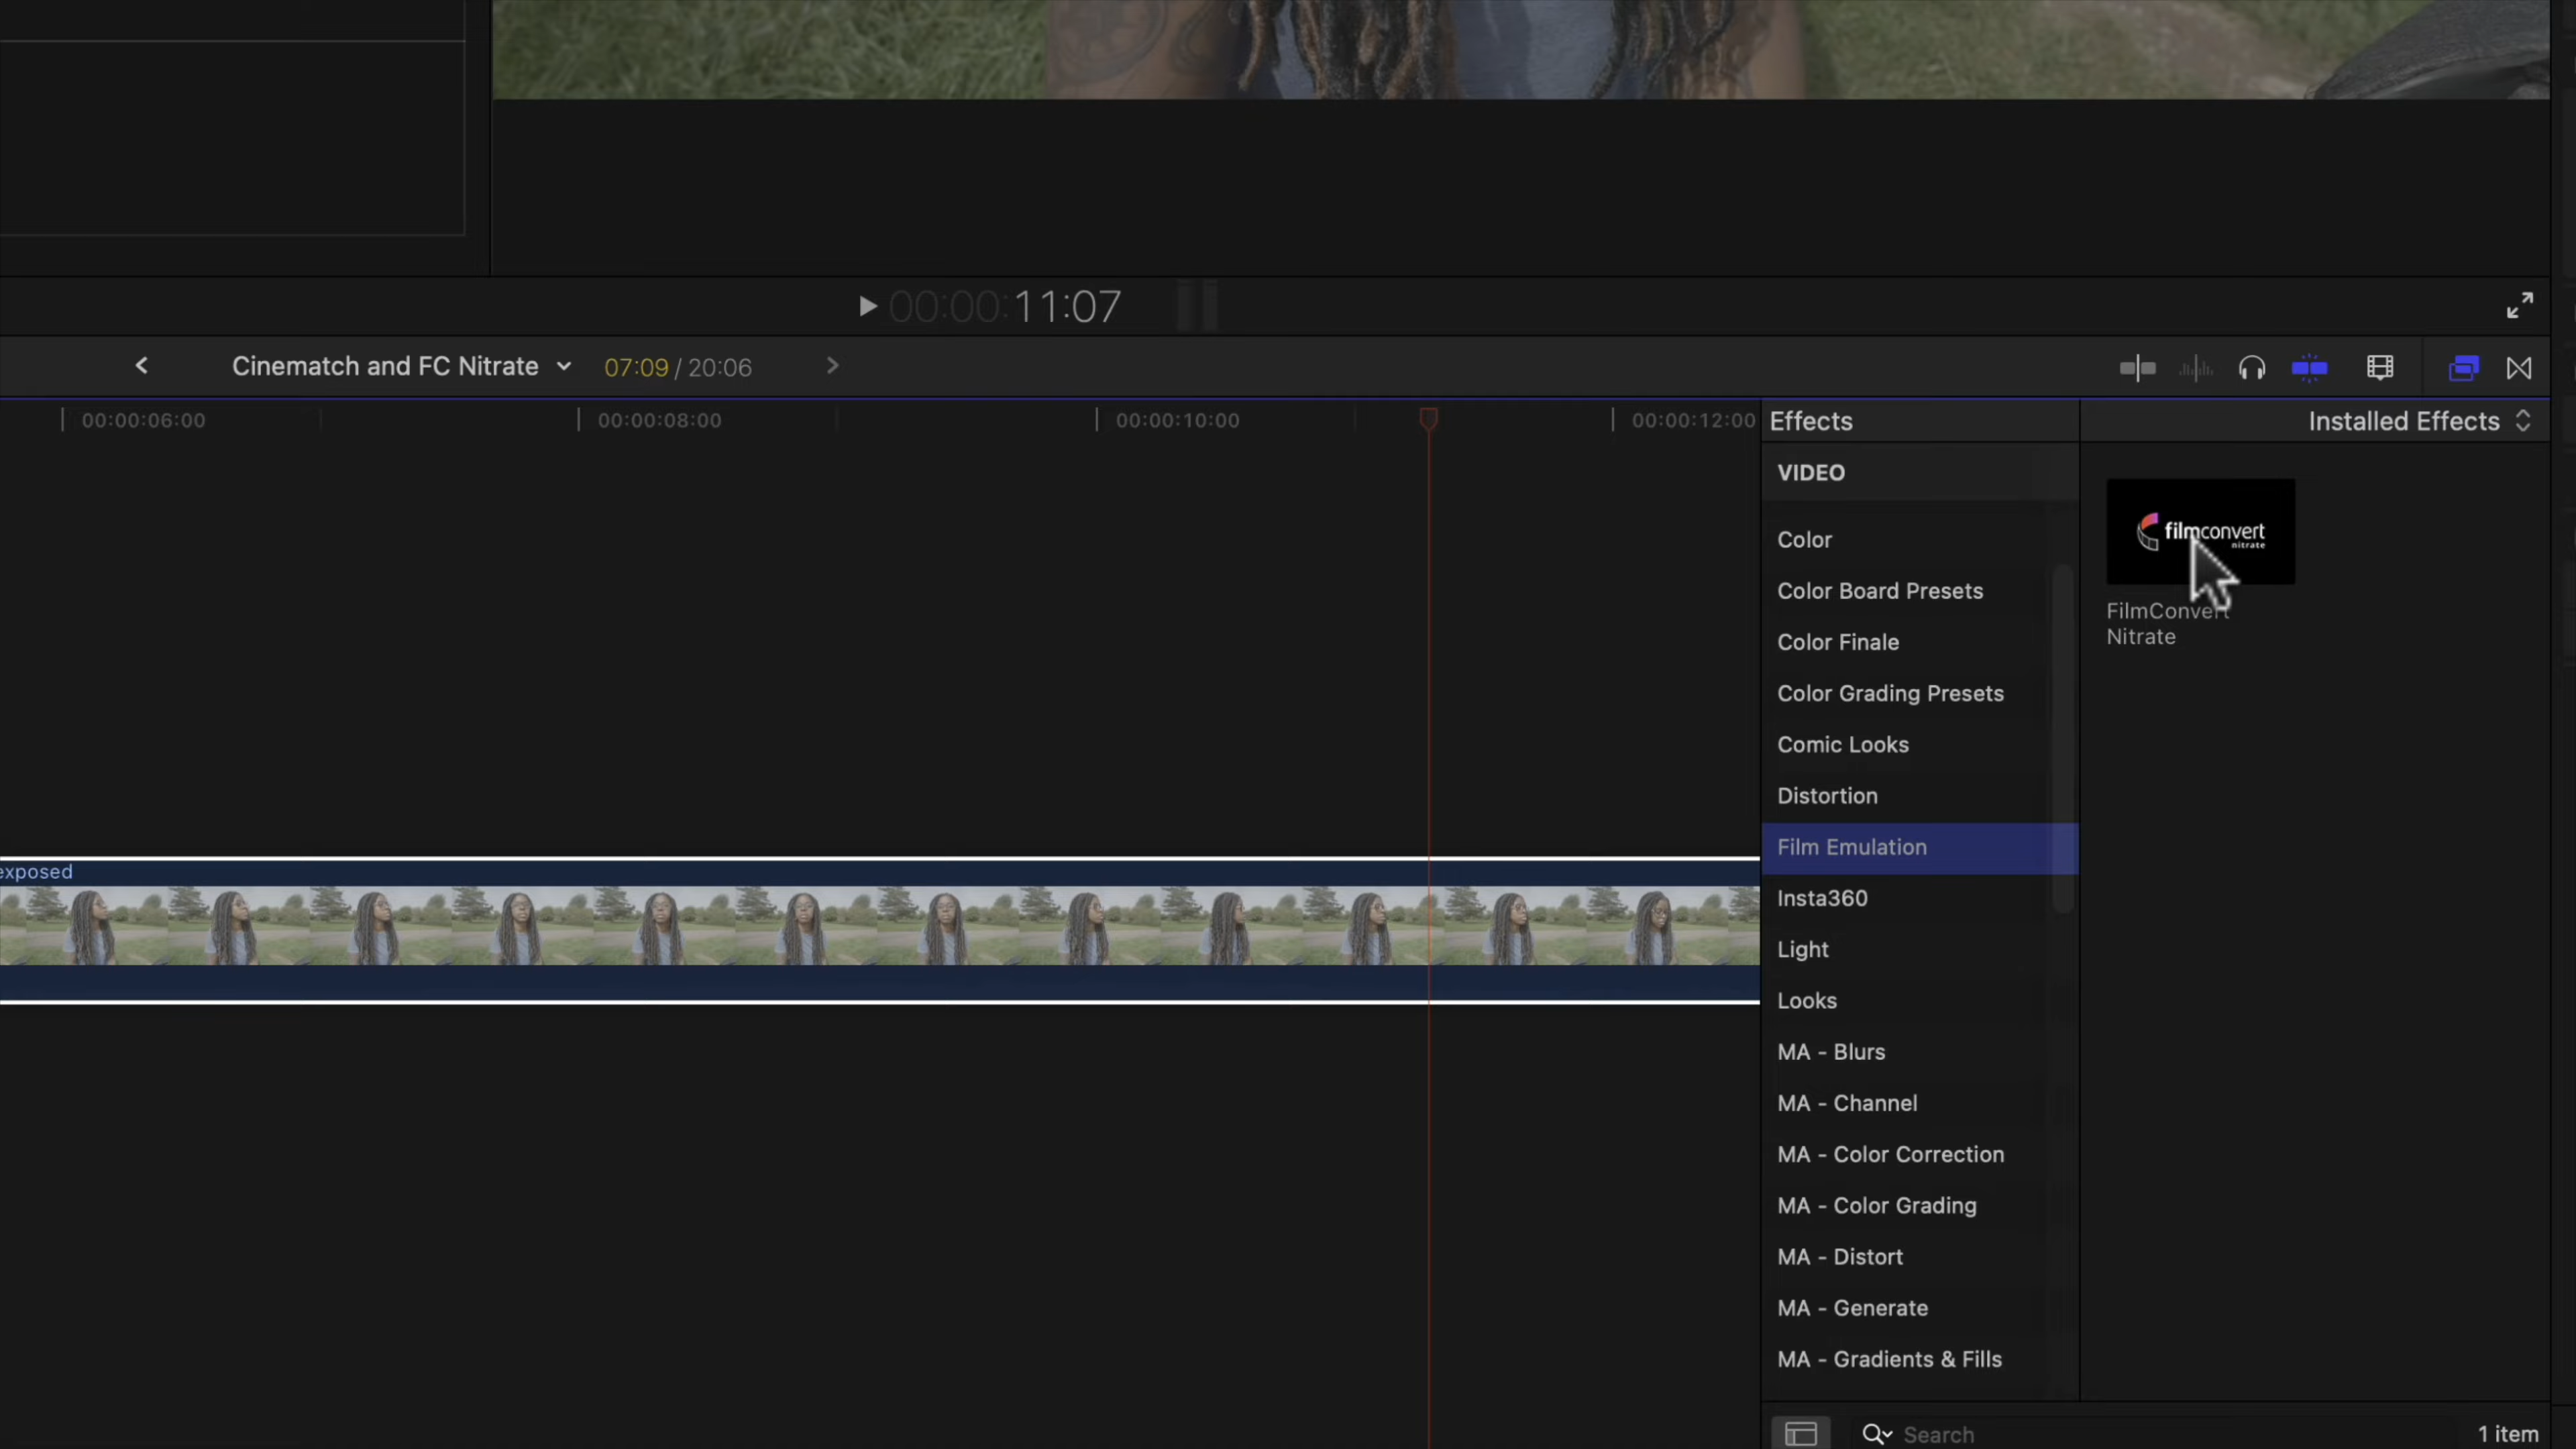 00:00:11:07
Cinematch and FC Nitrate
07:09 / 20:06
00:00:06:00
00:00:08:00
00:00:10:00
00:00:12:00
Effects
Installed Effects
VIDEO
Color
Color Board Presets
Color Finale
Color Grading Presets
Comic Looks
Distortion
Film Emulation
Insta360
Light
Looks
MA - Blurs
MA - Channel
MA - Color Correction
MA - Color Grading
MA - Distort
MA - Generate
MA - Gradients & Fills
filmconvert
nitrate
FilmConvert
Nitrate
exposed
Search
1 item